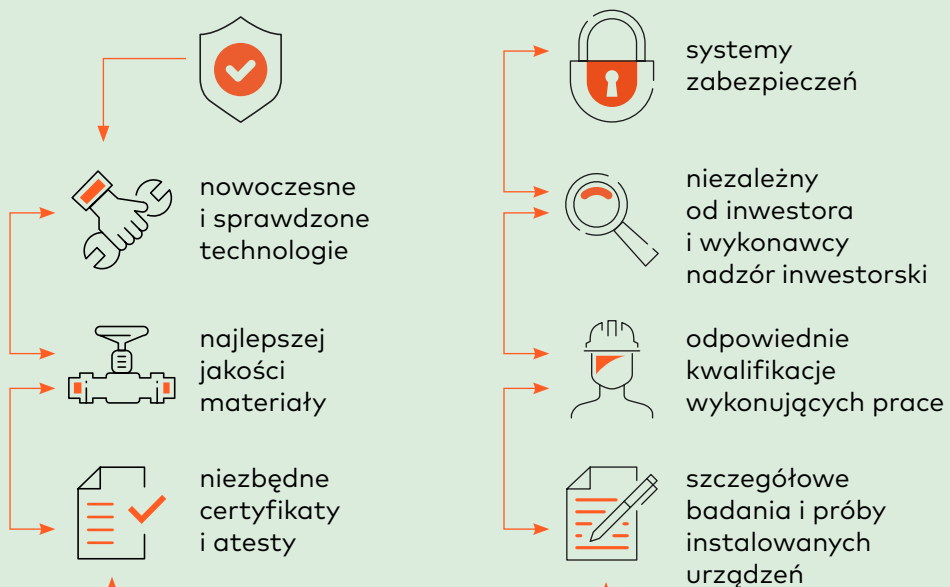 nowoczesne
i sprawdzone
technologie
najlepszej
jakości
materiały
niezbędne
certyfikaty
i atesty
systemy
zabezpieczeń
niezależny
od inwestora
i wykonawcy
nadzór inwestorski
odpowiednie
kwalifikacje
wykonujących prace
szczegółowe
badania i próby
instalowanych
urządzeń